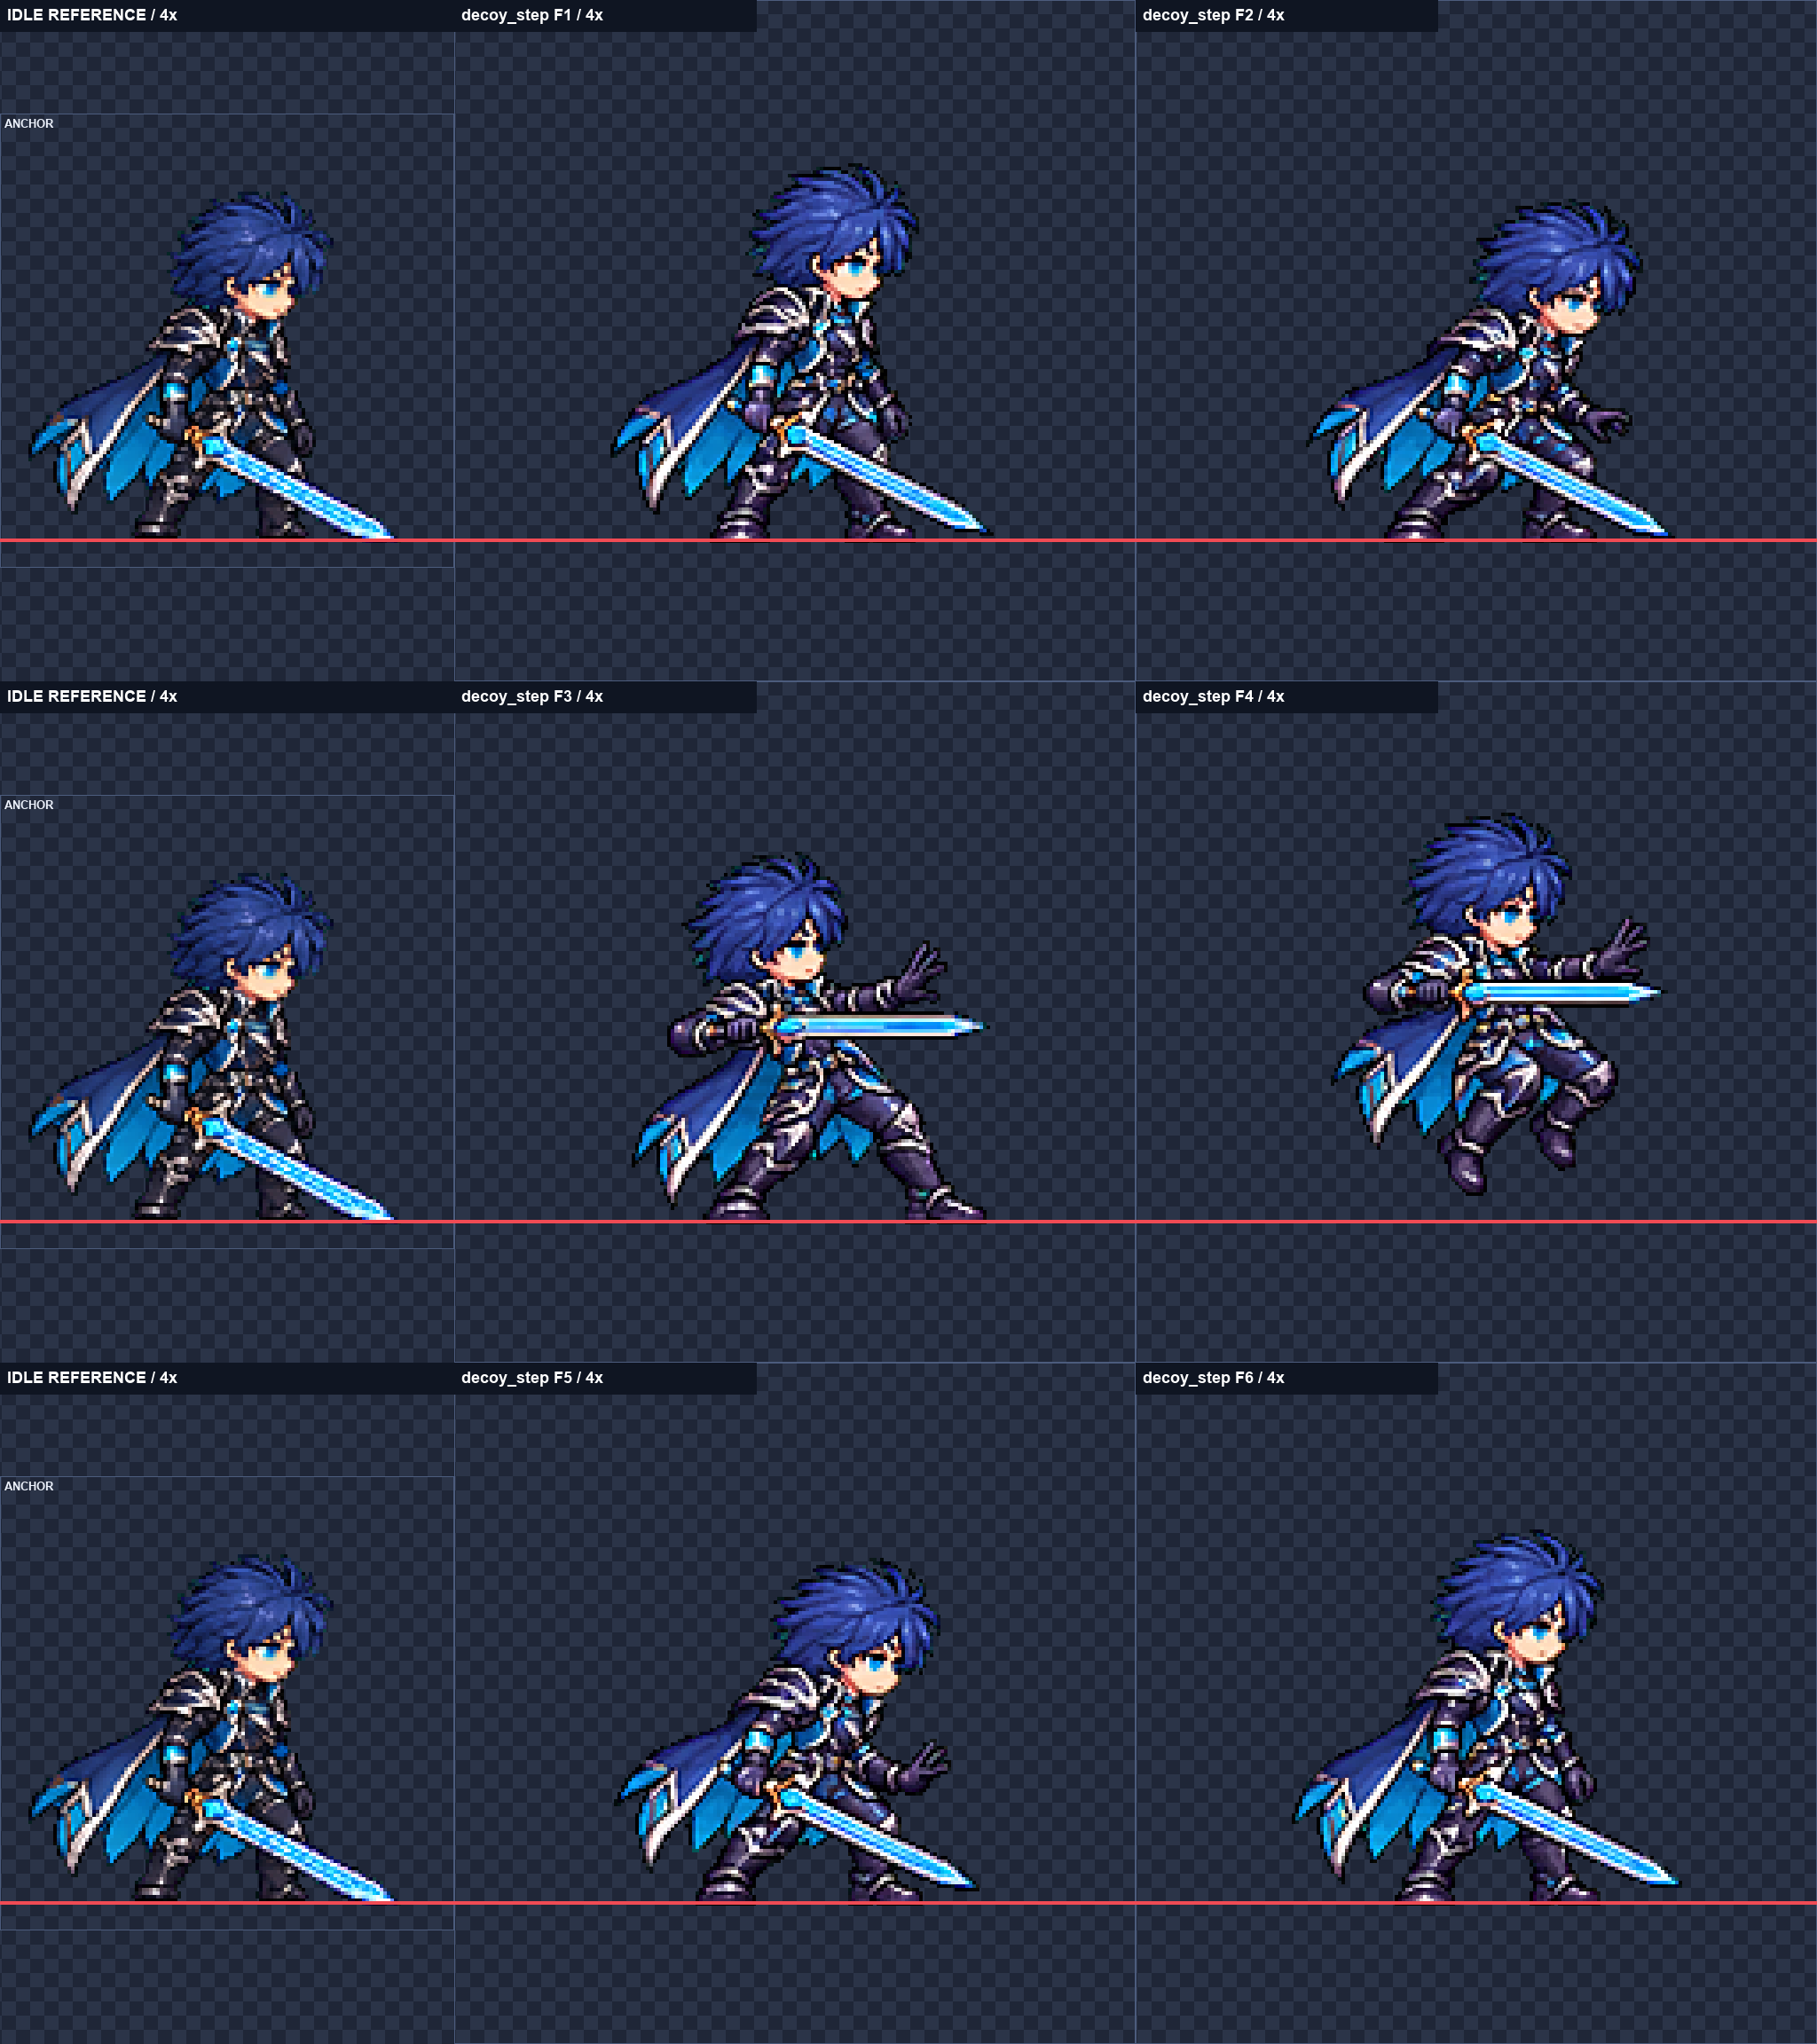 IDLE REFERENCE / 4x
decoy_step F1 / 4x
decoy_step F2 / 4x
ANCHOR
IDLE REFERENCE / 4x
decoy_step F3 / 4x
decoy_step F4 / 4x
ANCHOR
IDLE REFERENCE / 4x
decoy_step F5 / 4x
decoy_step F6 / 4x
ANCHOR